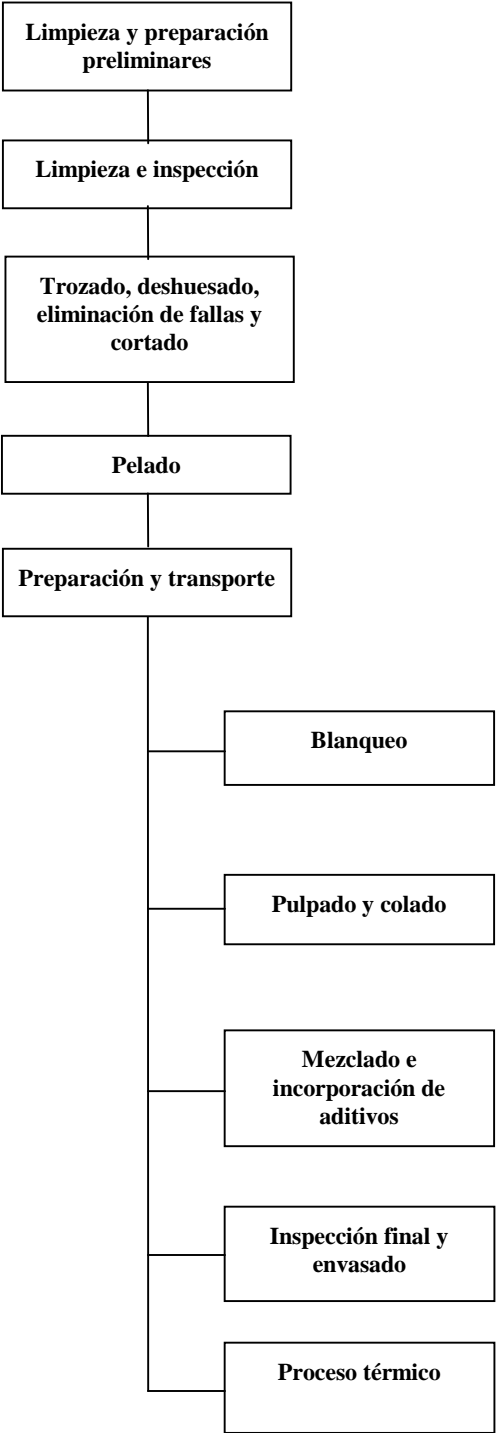 Limpieza y preparación
preliminares
Limpieza e inspección
Trozado, deshuesado,
eliminación de fallas y
cortado
Pelado
Preparación y transporte
Blanqueo
Pulpado y colado
Mezclado e
incorporación de
aditivos
Inspección final y
envasado
Proceso térmico